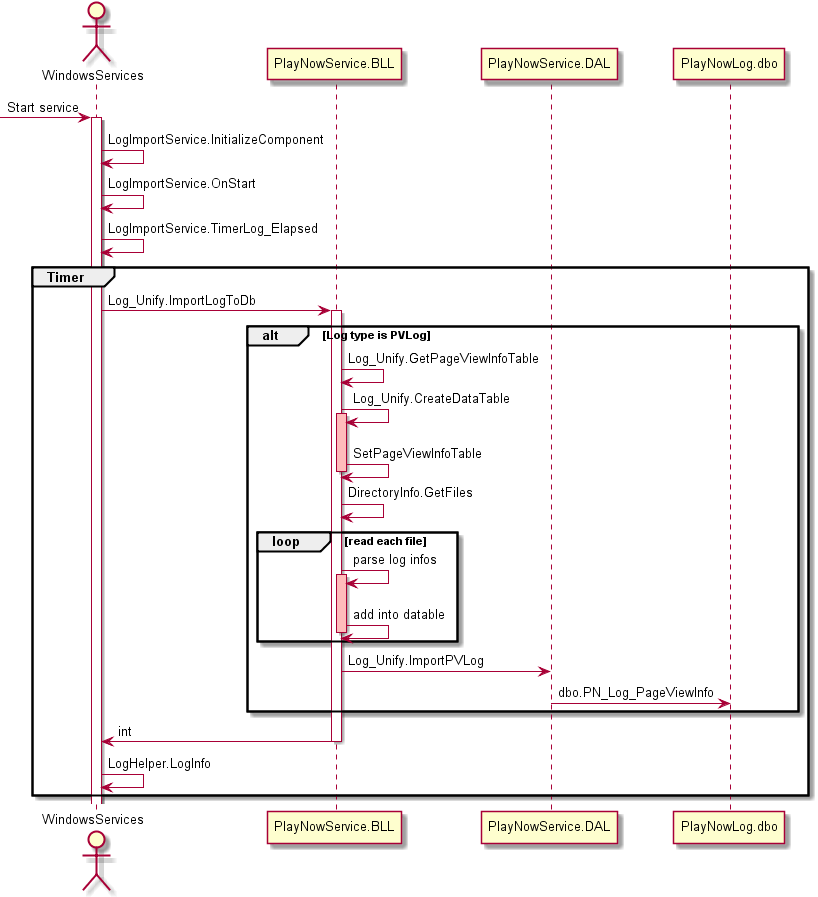 WindowsServices
PlayNowService.BLL
PlayNowService.DAL
PlayNowLog.dbo
Start service
LogImportService.InitializeComponent
LogImportService.OnStart
LogImportService.TimerLog_Elapsed
Timer
Log_Unify.ImportLogToDb
alt [Log type is PVLog]
Log_Unify.GetPageViewInfoTable
Log_Unify.CreateDataTable
SetPageViewInfoTable
DirectoryInfo.GetFiles
loop [read each file]
parse log infos
add into datable
Log_Unify.ImportPVLog
dbo.PN_Log_PageViewInfo
int
LogHelper.LogInfo
WindowsServices
PlayNowService.BLL
PlayNowService.DAL
PlayNowLog.dbo